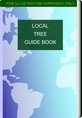 FOR ILLUSTRATION PURPOSES ONLY
LOCAL
TREE
GUIDE BOOK